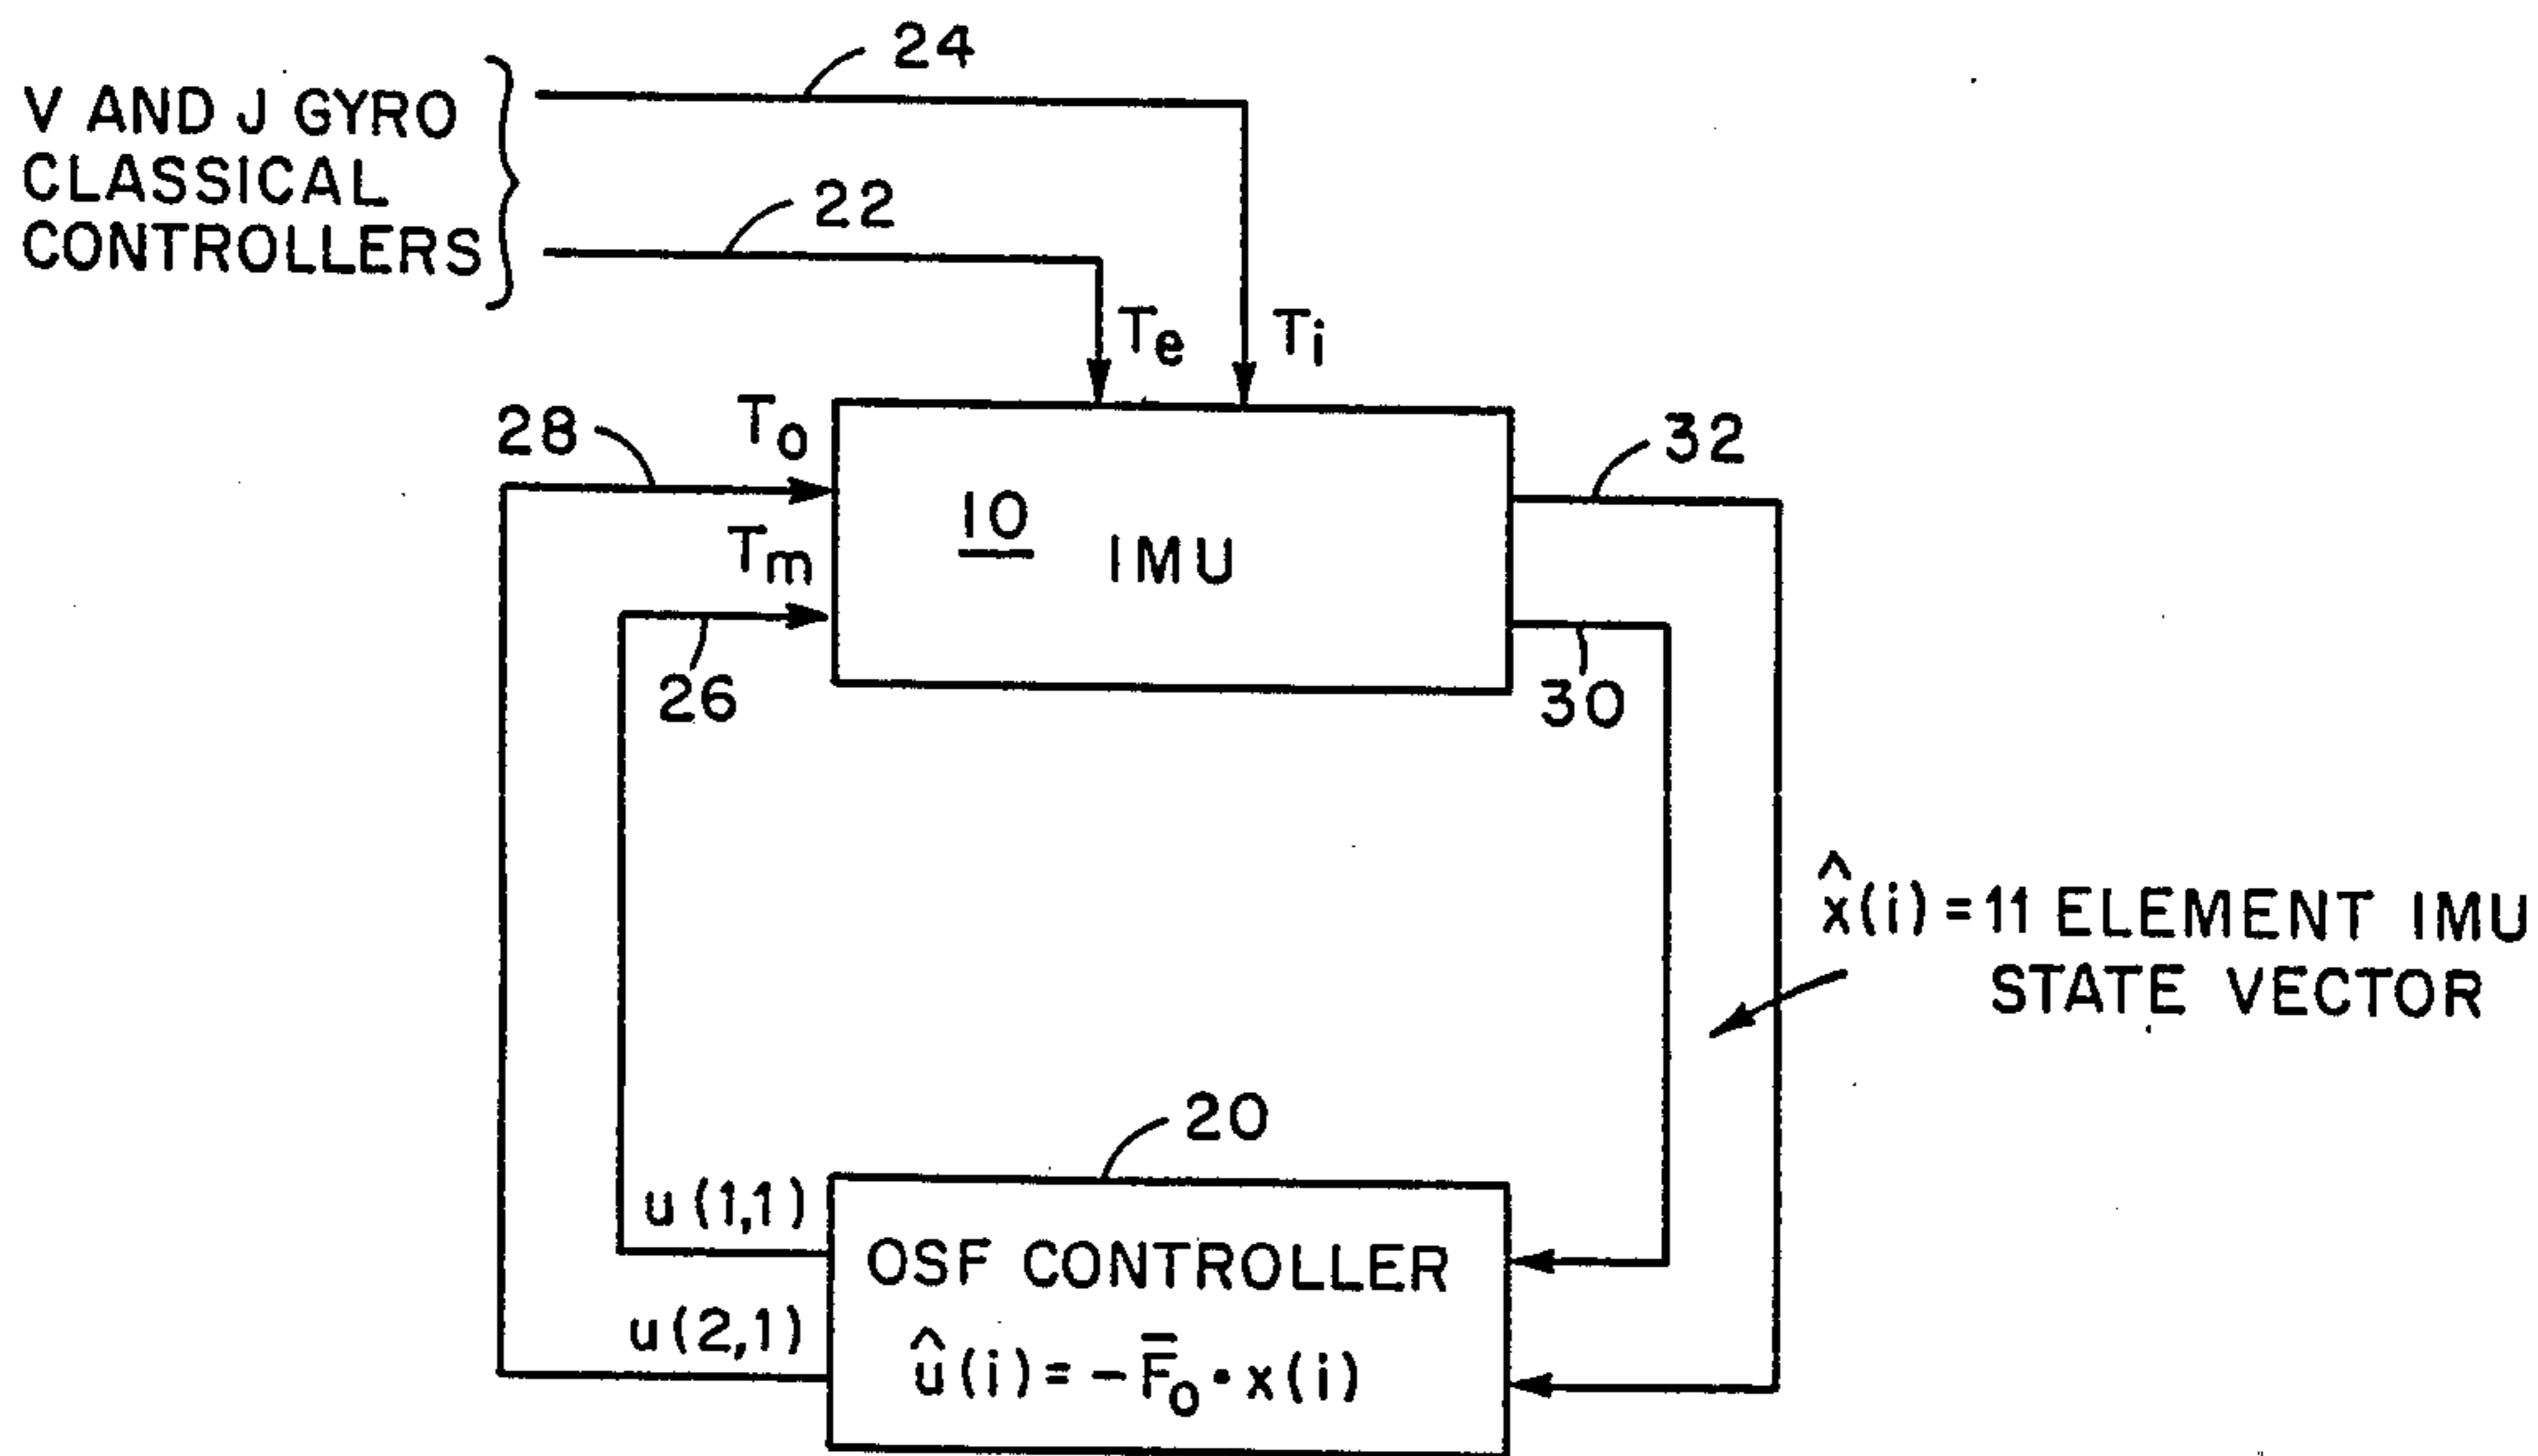 24
V AND J GYRO
CLASSICAL
CONTROLLERS
22
Te
Ti
28
To
32
10
IMU
Tm
26
30
x̂(i) = 11 ELEMENT IMU
STATE VECTOR
20
u(1,1)
OSF CONTROLLER
u(2,1)
û(i) = − F̅o • x(i)